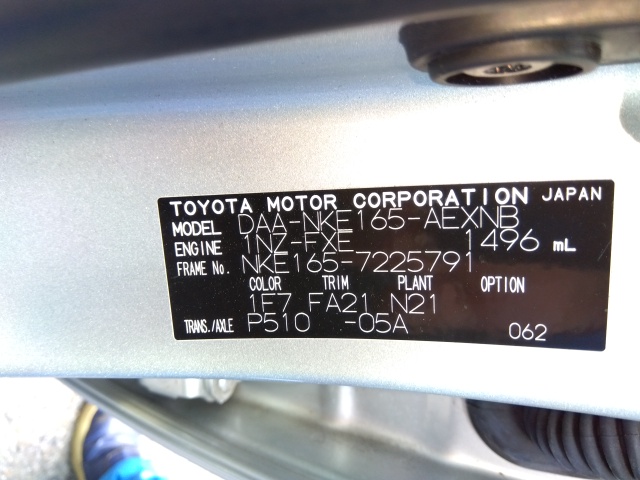 TOYOTA MOTOR CORPORATION JAPAN
MODEL DAA-NKE165-AEXNB
ENGINE 1NZ-FXE 1496 mL
FRAME No. NKE165-7225791
COLOR TRIM PLANT OPTION
1F7 FA21 N21
TRANS./AXLE P510 -05A 062